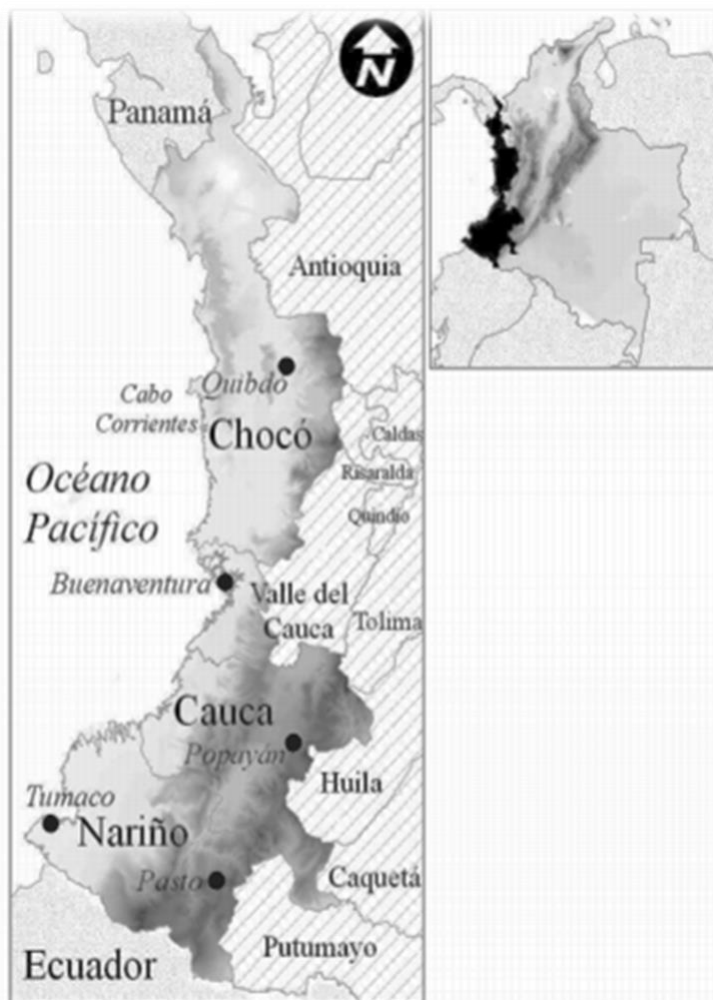 N
Panamá
Antioquia
Quibdó
Cabo
Corrientes
Chocó
Caldas
Risaralda
Océano
Pacífico
Quindío
Buenaventura
Valle del
Cauca
Tolima
Cauca
Popayán
Huila
Tumaco
Nariño
Pasto
Caquetá
Putumayo
Ecuador